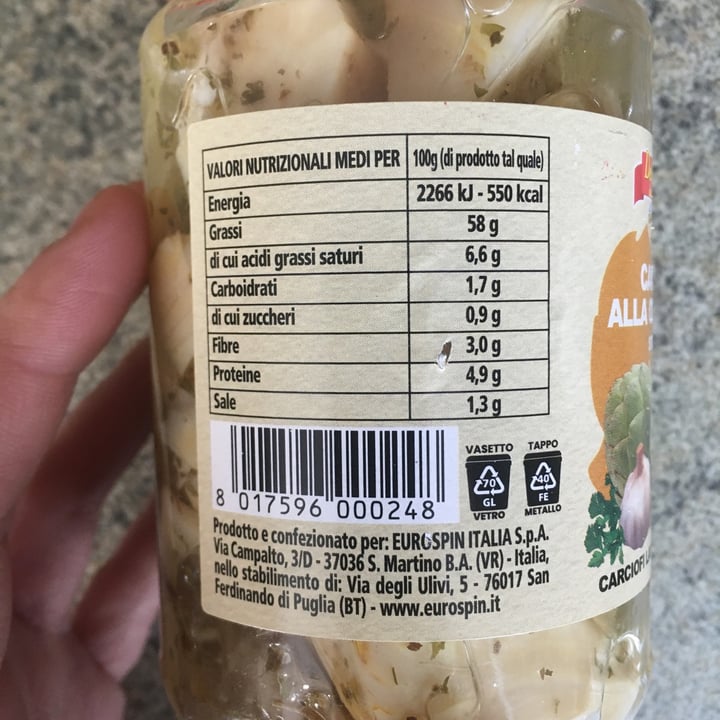 VALORI NUTRIZIONALI MEDI PER 100g (di prodotto tal quale)
Energia 2266 kJ - 550 kcal
Grassi 58 g
di cui acidi grassi saturi 6,6 g
Carboidrati 1,7 g
di cui zuccheri 0,9 g
Fibre 3,0 g
Proteine 4,9 g
Sale 1,3 g
VASETTO TAPPO
70 40
GL FE
VETRO METALLO
8 017596 000248
Prodotto e confezionato per: EUROSPIN ITALIA S.p.A.
Via Campalto, 3/D - 37036 S. Martino B.A. (VR) - Italia,
nello stabilimento di: Via degli Ulivi, 5 - 76017 San
Ferdinando di Puglia (BT) - www.eurospin.it
ALLA
CARCIOFI